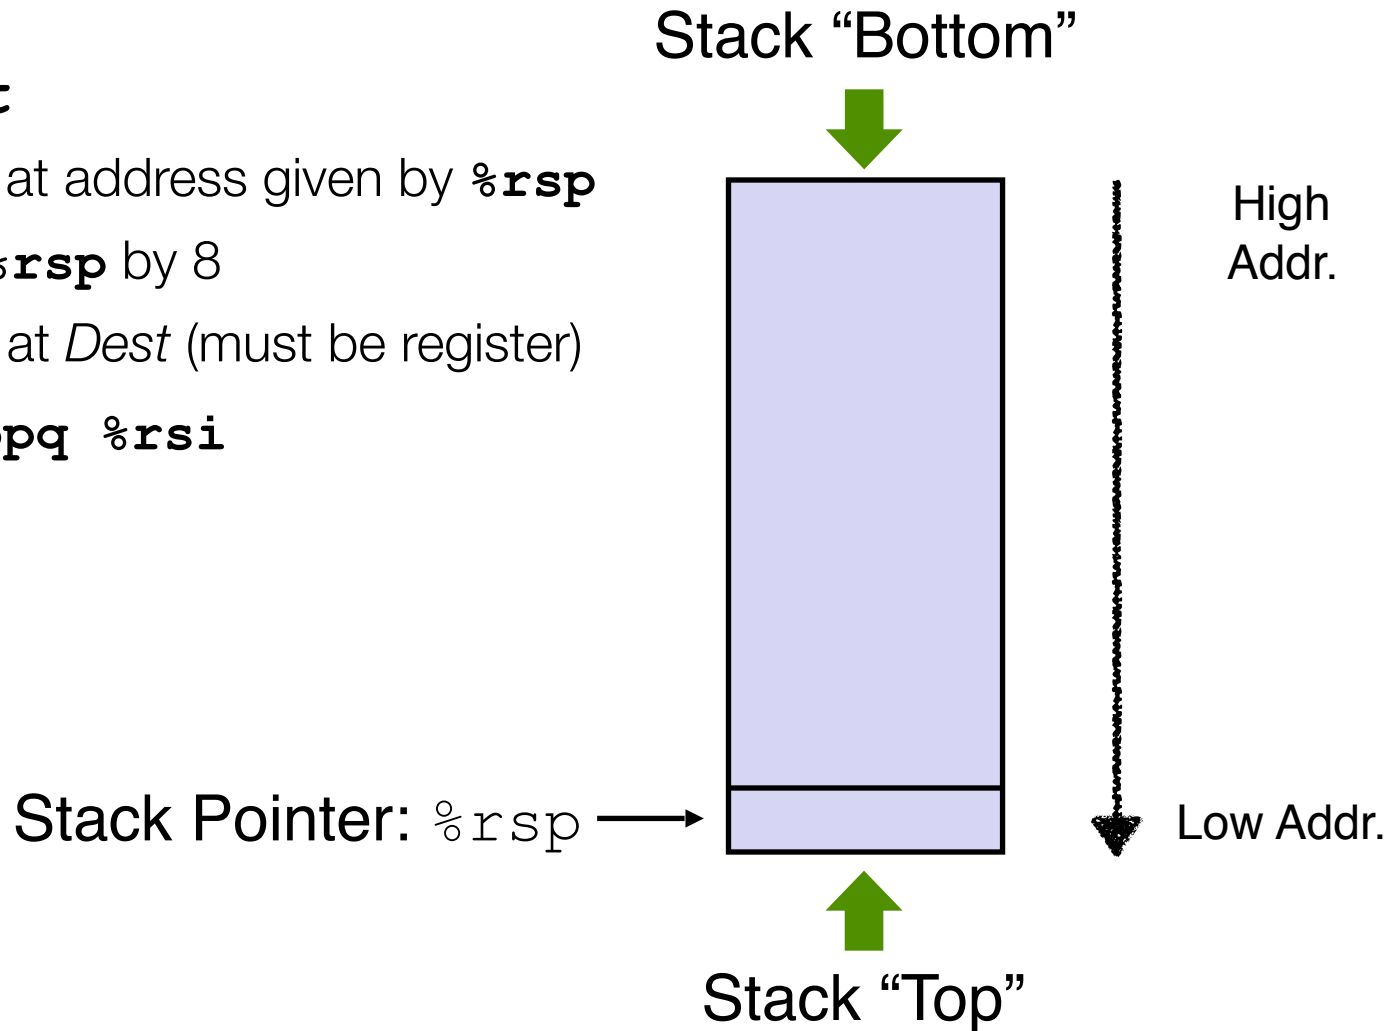 Stack “Bottom”
t
at address given by %rsp
%rsp by 8
at Dest (must be register)
pq %rsi
High
Addr.
Stack Pointer: %rsp
Low Addr.
Stack “Top”